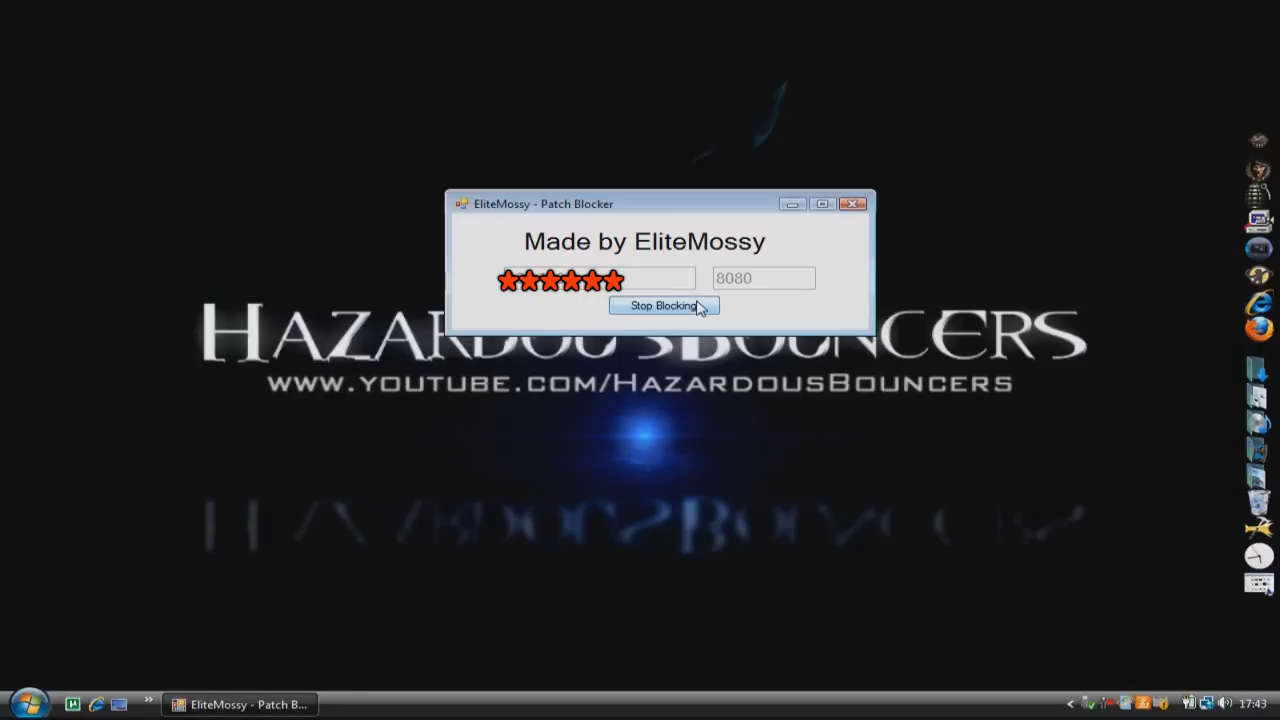 EliteMossy - Patch Blocker
Made by EliteMossy
8080
Stop Blocking
HAZARDOUSBOUNCERS
WWW.YOUTUBE.COM/HAZARDOUSBOUNCERS
EliteMossy - Patch B...
17:43